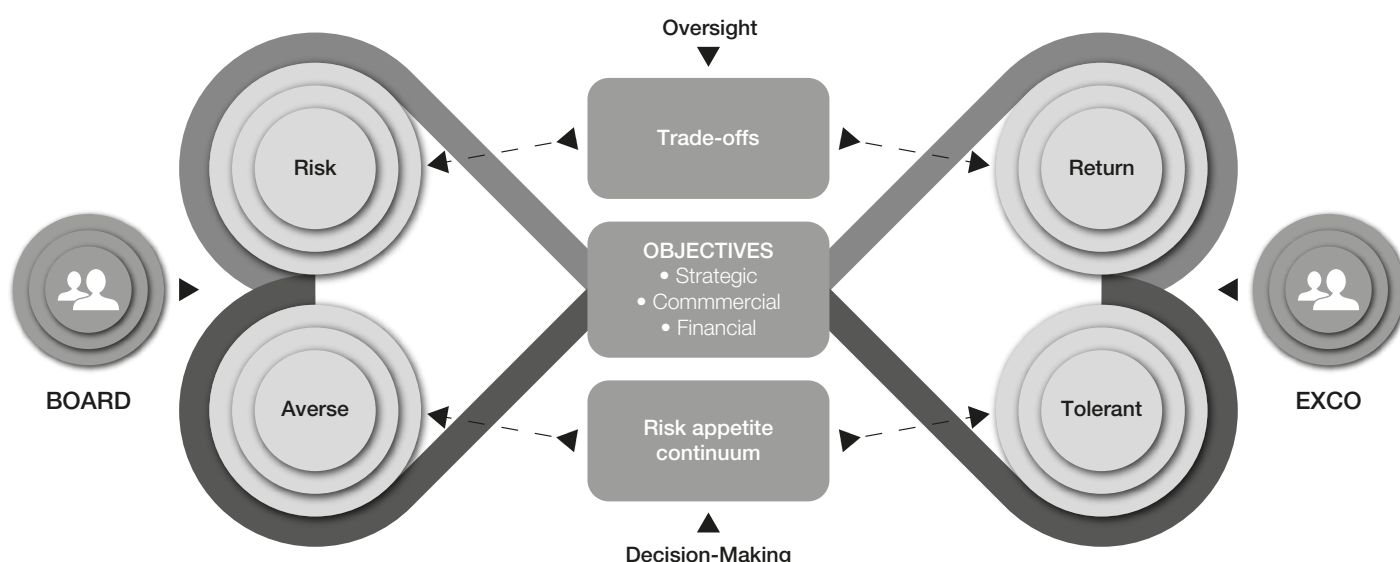 Oversight
Trade-offs
Risk
Return
OBJECTIVES
• Strategic
• Commmercial
• Financial
BOARD
EXCO
Averse
Tolerant
Risk appetite
continuum
Decision-Making